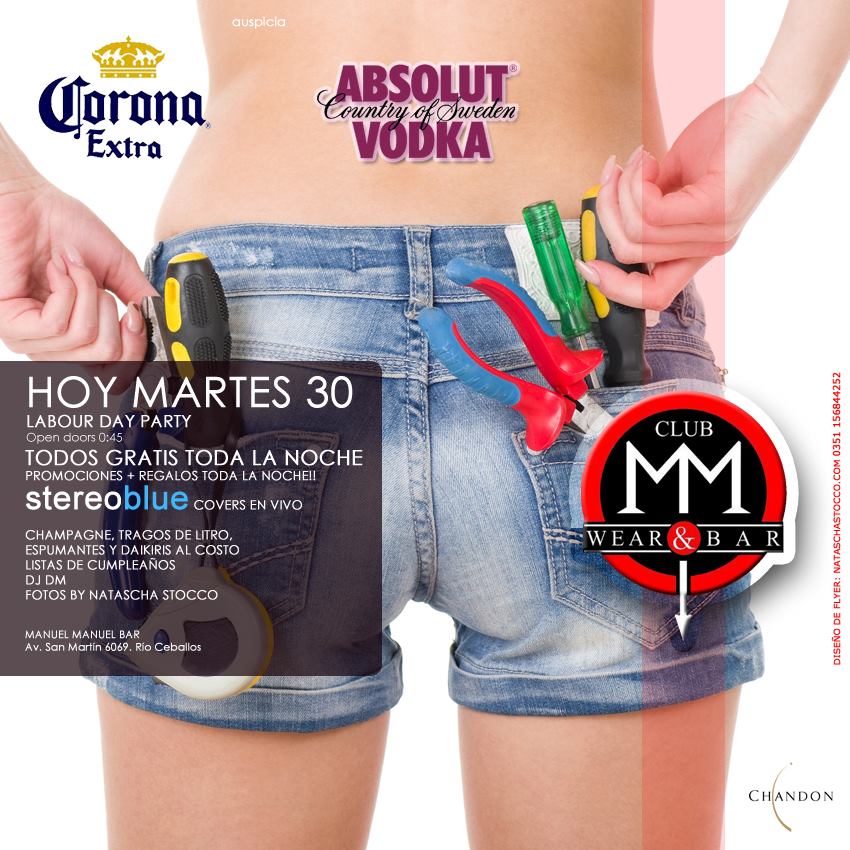 auspicia
Corona
Extra
ABSOLUT®
Country of Sweden
VODKA
HOY MARTES 30
LABOUR DAY PARTY
Open doors 0:45
TODOS GRATIS TODA LA NOCHE
PROMOCIONES + REGALOS TODA LA NOCHE!!
stereoblue COVERS EN VIVO
CHAMPAGNE, TRAGOS DE LITRO,
ESPUMANTES Y DAIKIRIS AL COSTO
LISTAS DE CUMPLEAÑOS
DJ DM
FOTOS BY NATASCHA STOCCO
MANUEL MANUEL BAR
Av. San Martín 6069. Río Ceballos
CLUB
MM
WEAR & BAR
DISEÑO DE FLYER: NATASCHASTOCCO.COM 0351 156844252
CHANDON